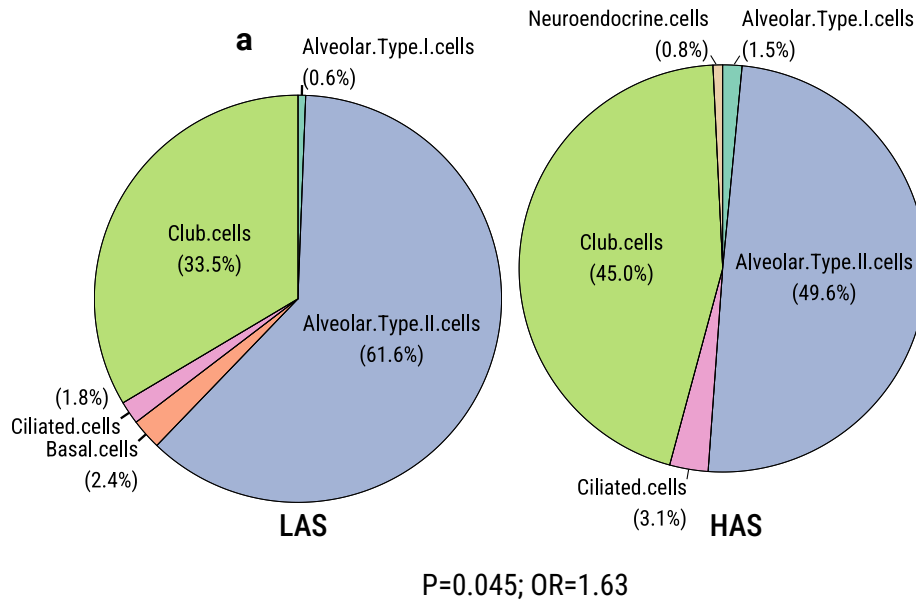 a
Alveolar.Type.I.cells
(0.6%)
Club.cells
(33.5%)
Alveolar.Type.II.cells
(61.6%)
(1.8%)
Ciliated.cells
Basal.cells
(2.4%)
LAS
Neuroendocrine.cells
(0.8%)
Alveolar.Type.I.cells
(1.5%)
Club.cells
(45.0%)
Alveolar.Type.II.cells
(49.6%)
Ciliated.cells
(3.1%)
HAS
P=0.045; OR=1.63